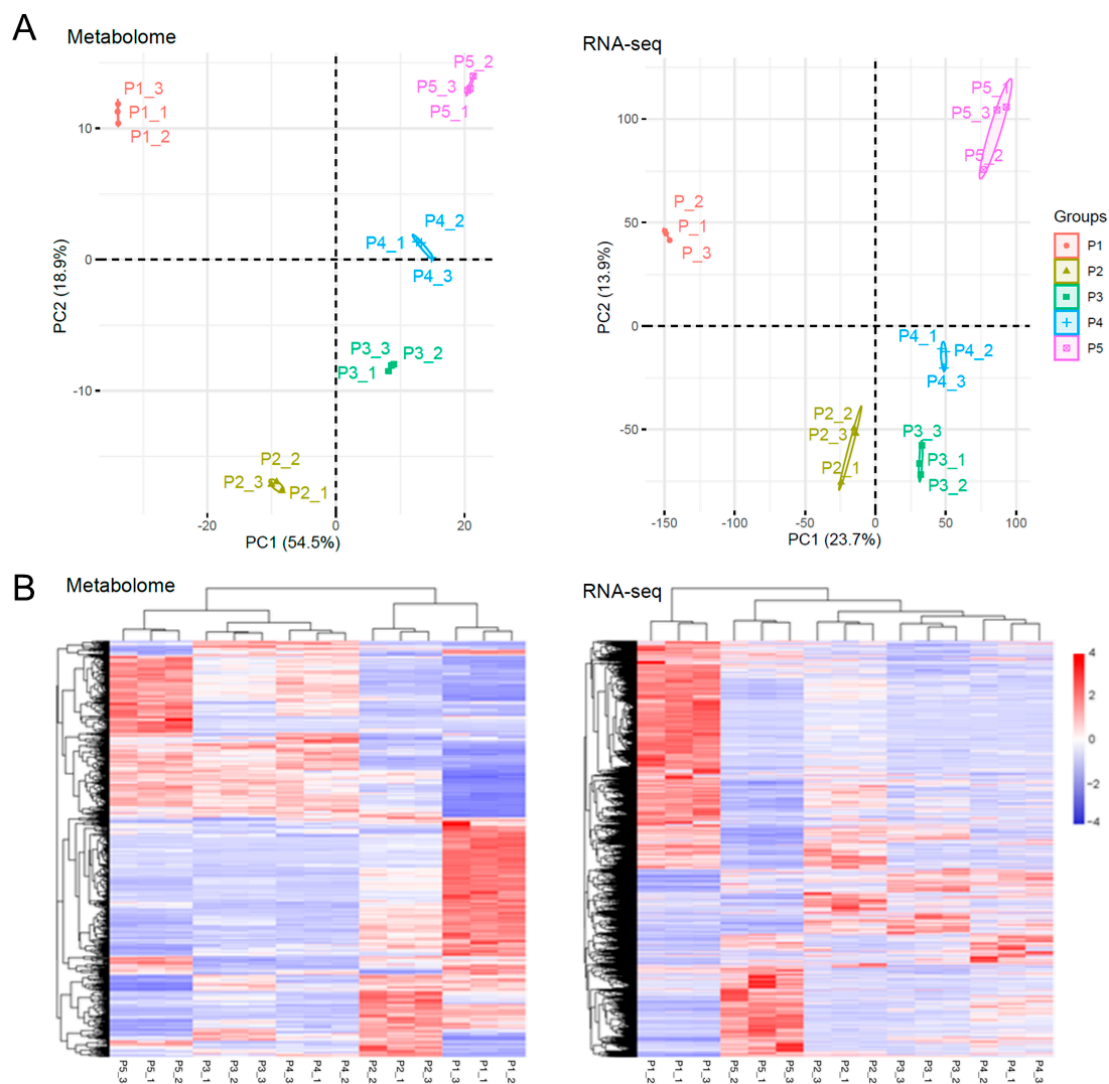 A
Metabolome
P1_3
P1_1
P1_2
P5_2
P5_3
P5_1
P4_2
P4_1
P4_3
P3_3
P3_2
P3_1
P2_2
P2_3
P2_1
10
0
-10
-20
0
20
PC1 (54.5%)
PC2 (18.9%)
RNA-seq
P5_1
P5_3
P5_2
P_2
P_1
P_3
P4_1
P4_2
P4_3
P2_2
P2_3
P2_1
P3_3
P3_1
P3_2
100
50
0
-50
-150
-100
-50
0
50
100
PC1 (23.7%)
PC2 (13.9%)
Groups
P1
P2
P3
P4
P5
B
Metabolome
P5_3
P5_1
P5_2
P3_1
P3_2
P3_3
P4_3
P4_1
P4_2
P2_2
P2_1
P2_3
P1_3
P1_1
P1_2
RNA-seq
P1_2
P1_1
P1_3
P5_2
P5_1
P5_3
P2_1
P2_2
P2_3
P3_1
P3_2
P3_3
P4_2
P4_1
P4_3
4
2
0
-2
-4